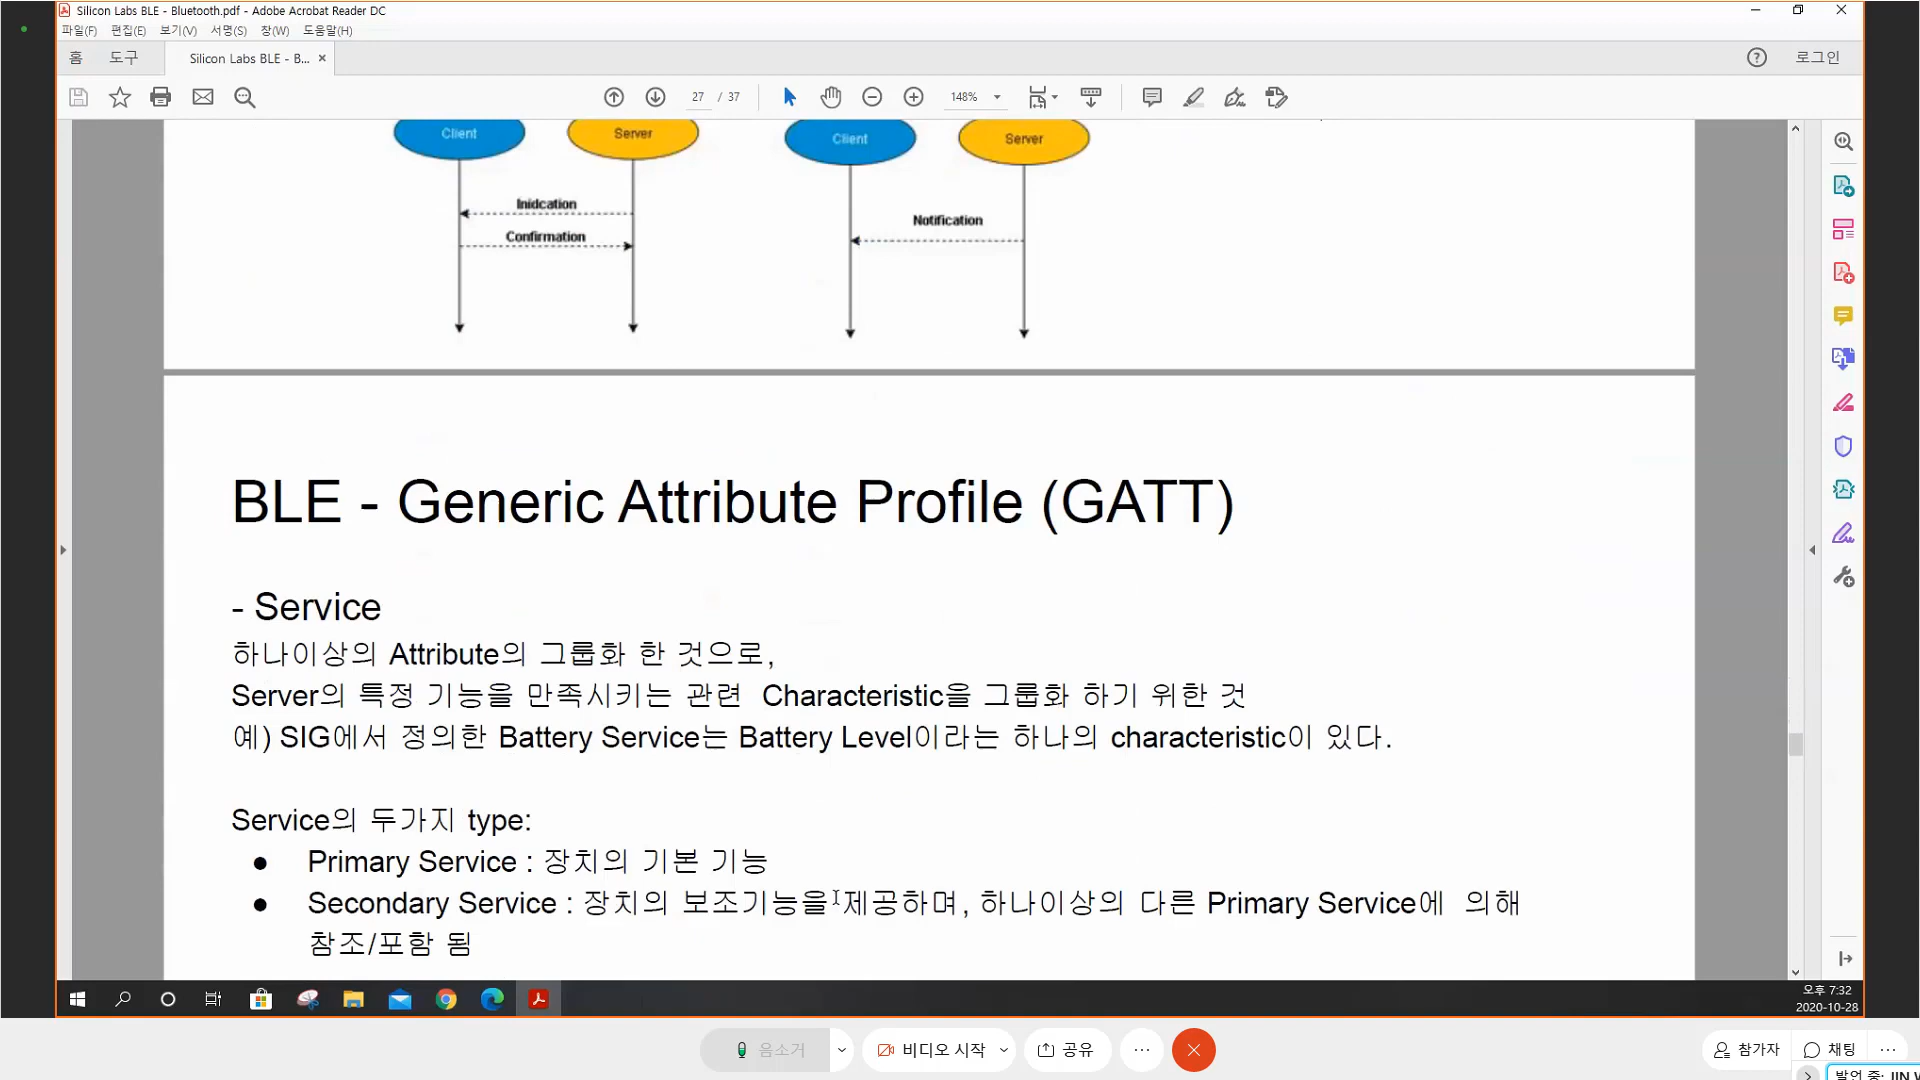 Silicon Labs BLE - Bluetooth.pdf - Adobe Acrobat Reader DC
파일(F) 편집(E) 보기(V) 서명(S) 창(W) 도움말(H)
홈 도구 Silicon Labs BLE - B... × 로그인
27 / 37 148%
Client Server Client Server
Inidcation
Confirmation
Notification
BLE - Generic Attribute Profile (GATT)
- Service
하나이상의 Attribute의 그룹화 한 것으로,
Server의 특정 기능을 만족시키는 관련 Characteristic을 그룹화 하기 위한 것
예) SIG에서 정의한 Battery Service는 Battery Level이라는 하나의 characteristic이 있다.
Service의 두가지 type:
● Primary Service : 장치의 기본 기능
● Secondary Service : 장치의 보조기능을 제공하며, 하나이상의 다른 Primary Service에 의해
참조/포함 됨
오후 7:32
2020-10-28
음소거 비디오 시작 공유 참가자 채팅
발언 중: JIN